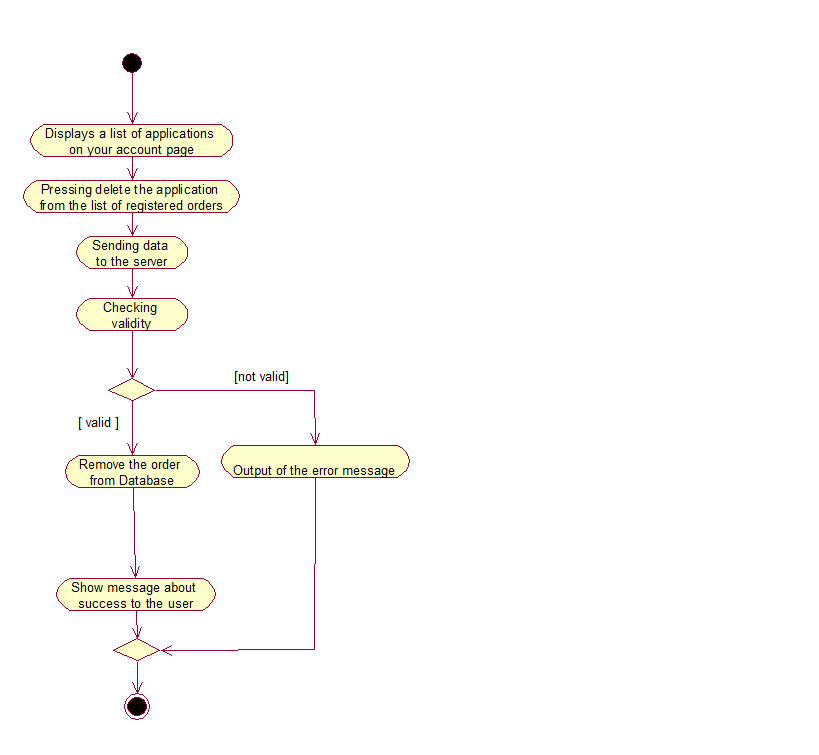 Displays a list of applications
on your account page
Pressing delete the application
from the list of registered orders
Sending data
to the server
Checking
validity
[not valid]
[ valid ]
Remove the order
from Database
Output of the error message
Show message about
success to the user